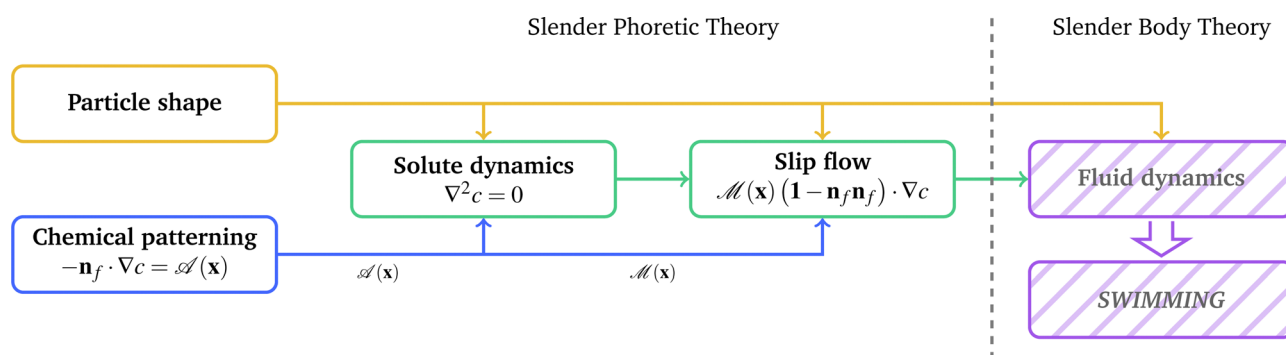 Slender Phoretic Theory
Slender Body Theory
Particle shape
Solute dynamics
∇²c = 0
Slip flow
ℳ(𝐱) (𝟏 − 𝐧_f 𝐧_f) · ∇c
Fluid dynamics
Chemical patterning
−𝐧_f · ∇c = 𝒜(𝐱)
𝒜(𝐱)
ℳ(𝐱)
SWIMMING